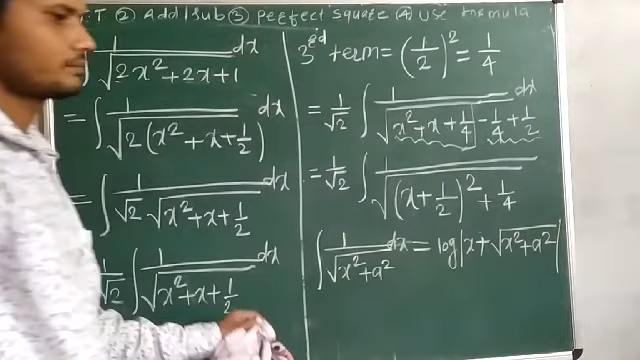 T ② Add/Sub ③ Perfect Square ④ Use formula
∫ 1/√(2x²+2x+1) dx
= ∫ 1/√(2(x²+x+1/2)) dx
= ∫ 1/(√2 √(x²+x+1/2)) dx
1/√2 ∫ 1/√(x²+x+1/2) dx
3rd term = (1/2)² = 1/4
= 1/√2 ∫ 1/√(x²+x+1/4-1/4+1/2) dx
= 1/√2 ∫ 1/√((x+1/2)²+1/4)
∫ 1/√(x²+a²) dx = log|x+√(x²+a²)|